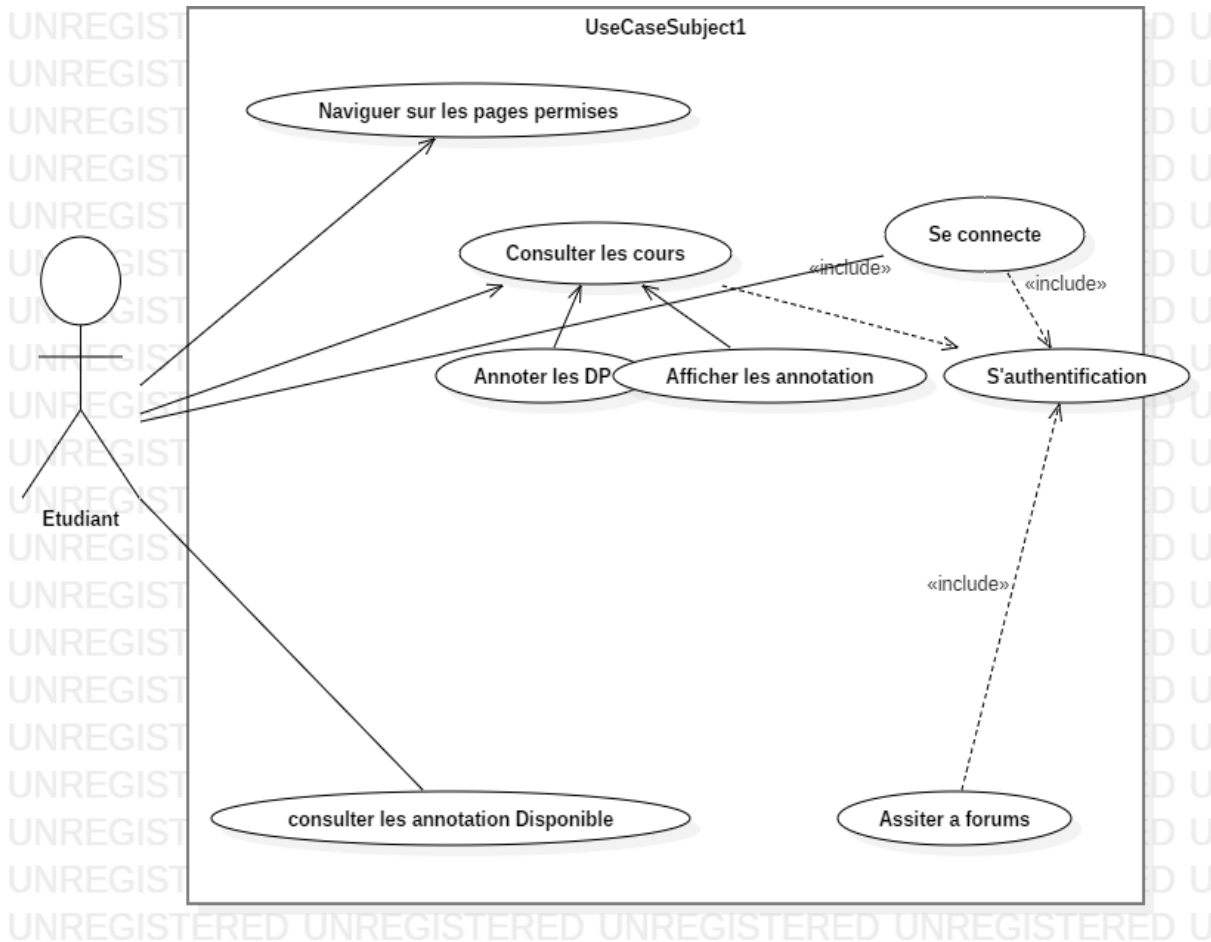 UseCaseSubject1
Naviguer sur les pages permises
Se connecte
Consulter les cours
«include»
«include»
Annoter les DP
Afficher les annotation
S'authentification
Etudiant
«include»
consulter les annotation Disponible
Assiter a forums
UNREGISTERED UNREGISTERED UNREGISTERED U